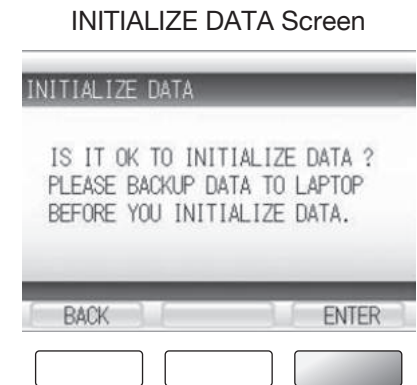 INITIALIZE DATA Screen
INITIALIZE DATA
IS IT OK TO INITIALIZE DATA ?
PLEASE BACKUP DATA TO LAPTOP
BEFORE YOU INITIALIZE DATA.
BACK ENTER